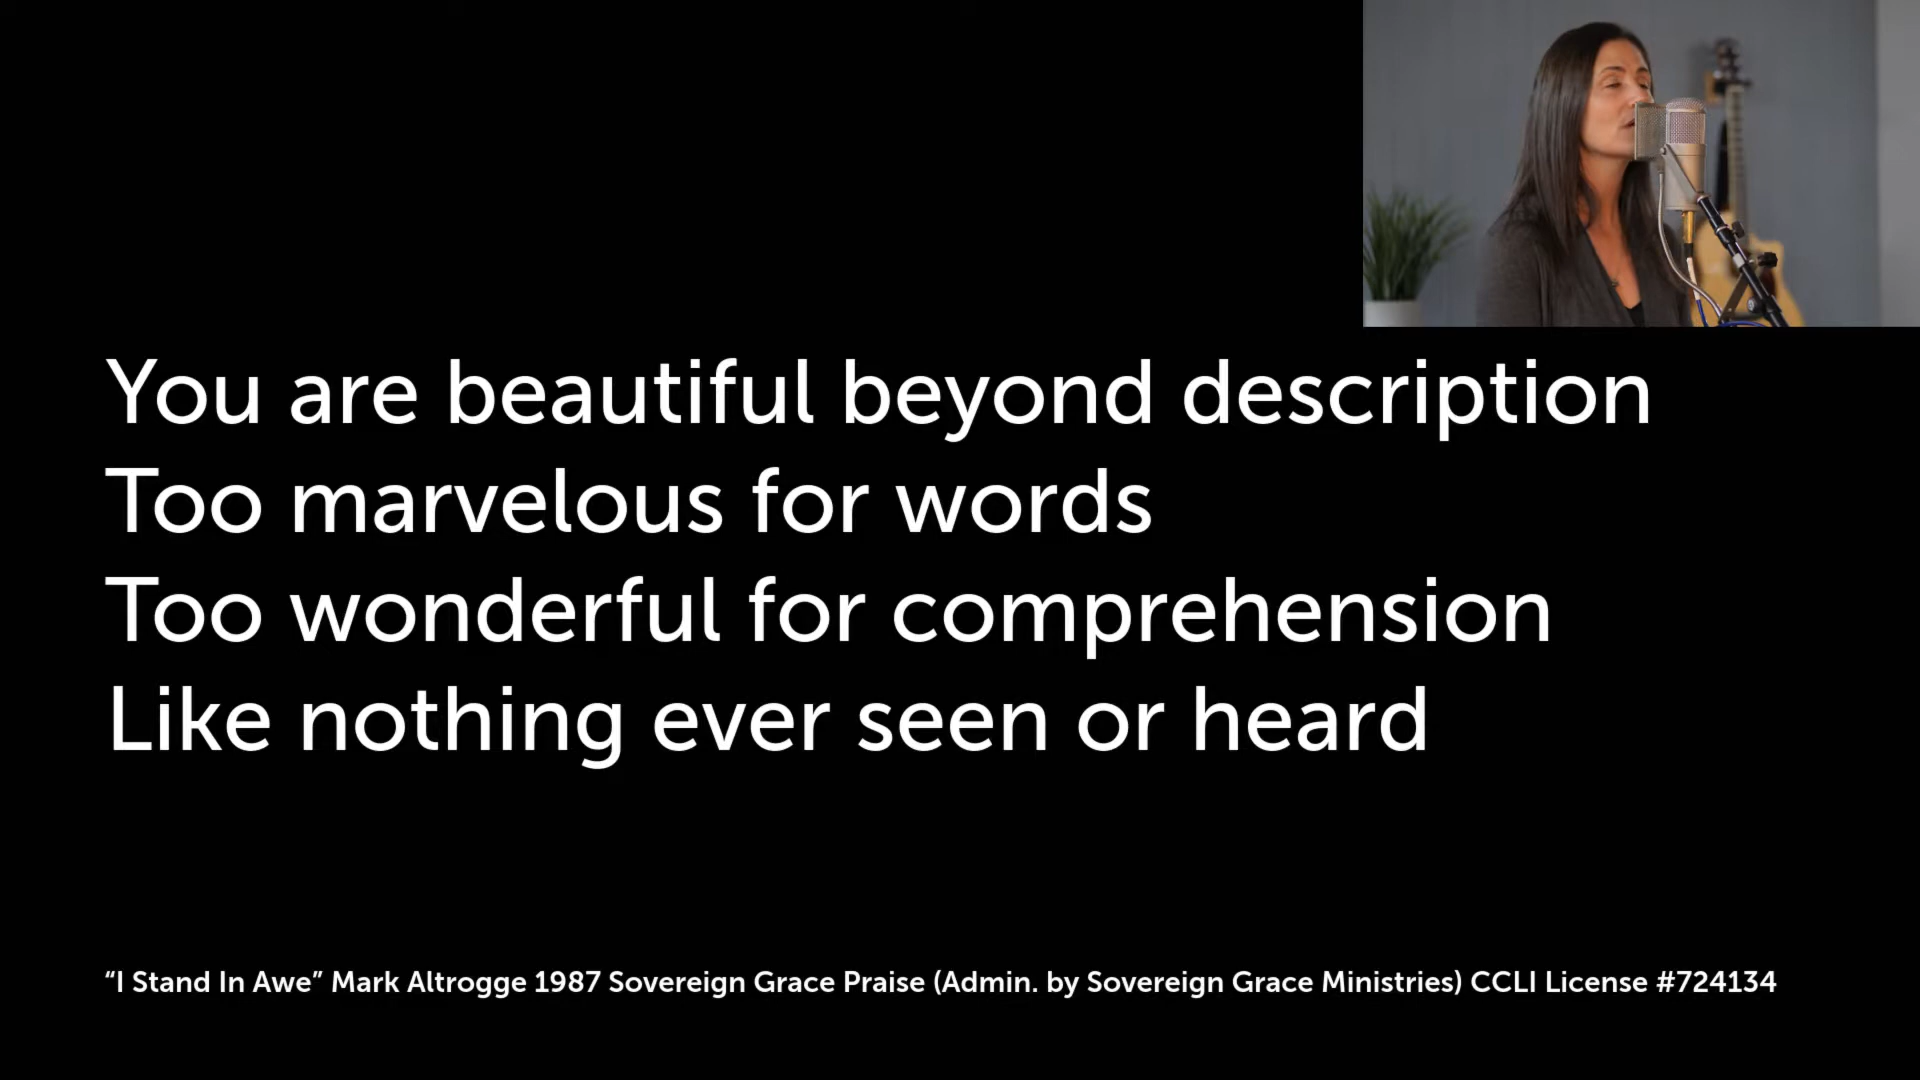 You are beautiful beyond description
Too marvelous for words
Too wonderful for comprehension
Like nothing ever seen or heard
“I Stand In Awe” Mark Altrogge 1987 Sovereign Grace Praise (Admin. by Sovereign Grace Ministries) CCLI License #724134